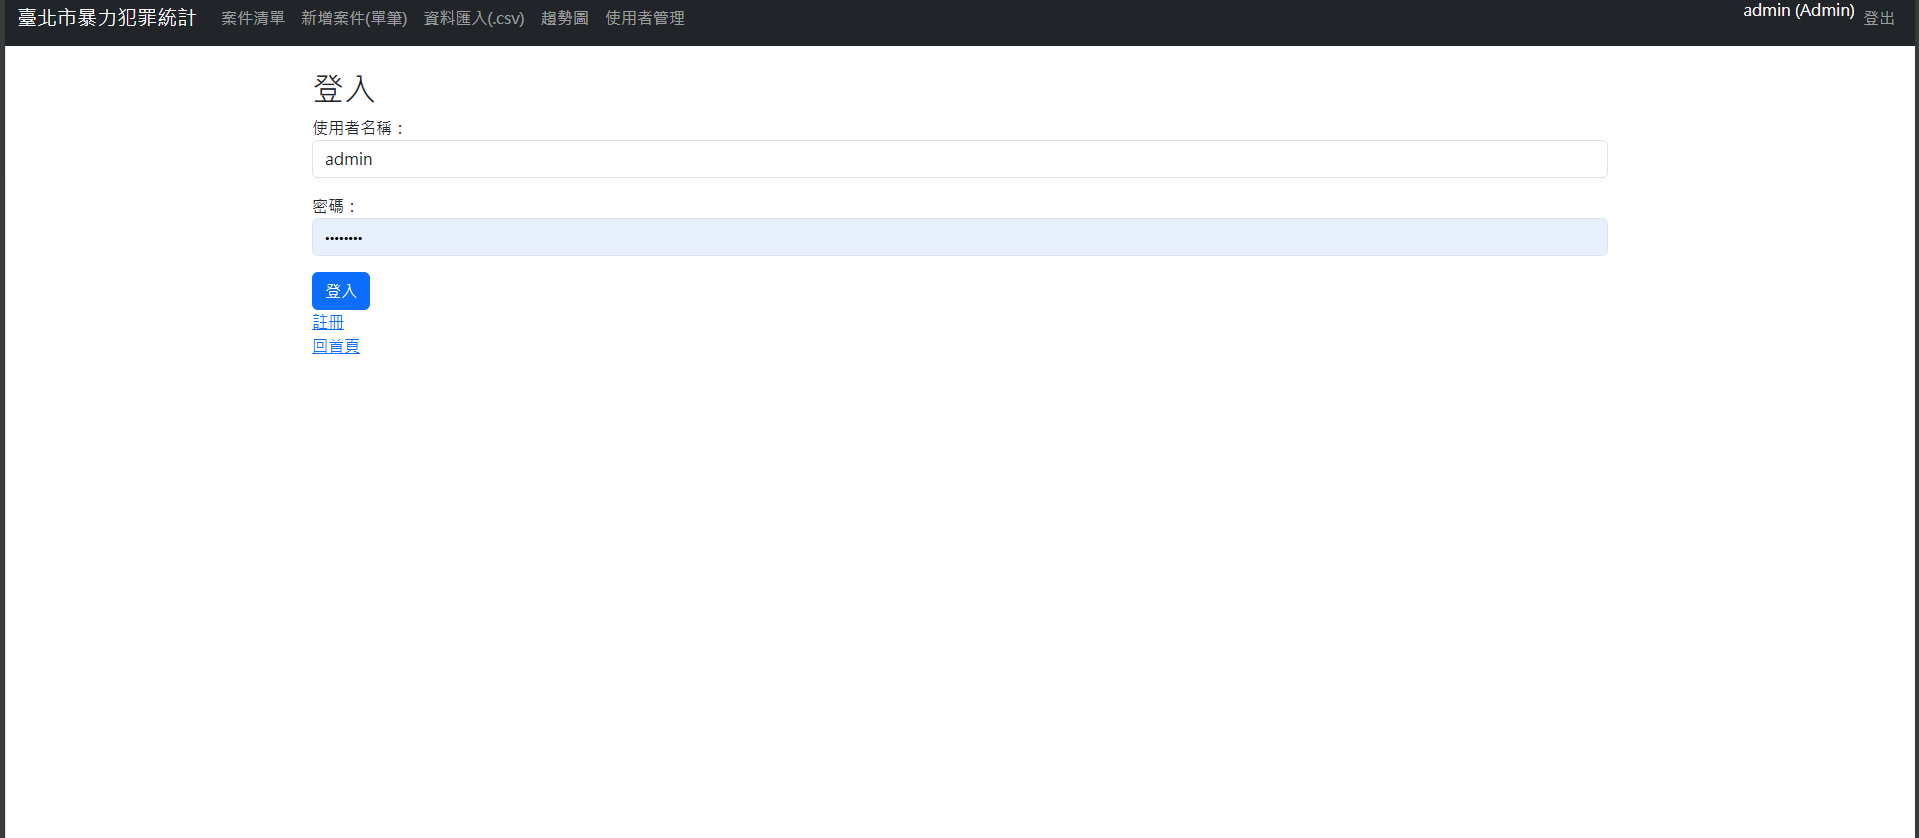 臺北市暴力犯罪統計 案件清單 新增案件(單筆) 資料匯入(.csv) 趨勢圖 使用者管理 admin (Admin) 登出
登入
使用者名稱：
admin
密碼：
••••••••
登入
註冊
回首頁